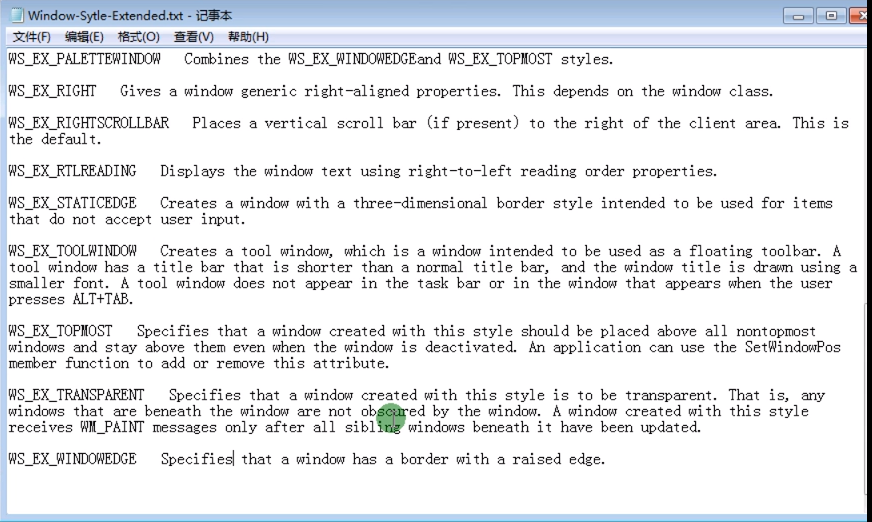 Window-Sytle-Extended.txt - 记事本
文件(F) 编辑(E) 格式(O) 查看(V) 帮助(H)
WS_EX_PALETTEWINDOW Combines the WS_EX_WINDOWEDGEand WS_EX_TOPMOST styles.
WS_EX_RIGHT Gives a window generic right-aligned properties. This depends on the window class.
WS_EX_RIGHTSCROLLBAR Places a vertical scroll bar (if present) to the right of the client area. This is
the default.
WS_EX_RTLREADING Displays the window text using right-to-left reading order properties.
WS_EX_STATICEDGE Creates a window with a three-dimensional border style intended to be used for items
that do not accept user input.
WS_EX_TOOLWINDOW Creates a tool window, which is a window intended to be used as a floating toolbar. A
tool window has a title bar that is shorter than a normal title bar, and the window title is drawn using a
smaller font. A tool window does not appear in the task bar or in the window that appears when the user
presses ALT+TAB.
WS_EX_TOPMOST Specifies that a window created with this style should be placed above all nontopmost
windows and stay above them even when the window is deactivated. An application can use the SetWindowPos
member function to add or remove this attribute.
WS_EX_TRANSPARENT Specifies that a window created with this style is to be transparent. That is, any
windows that are beneath the window are not obscured by the window. A window created with this style
receives WM_PAINT messages only after all sibling windows beneath it have been updated.
WS_EX_WINDOWEDGE Specifies that a window has a border with a raised edge.